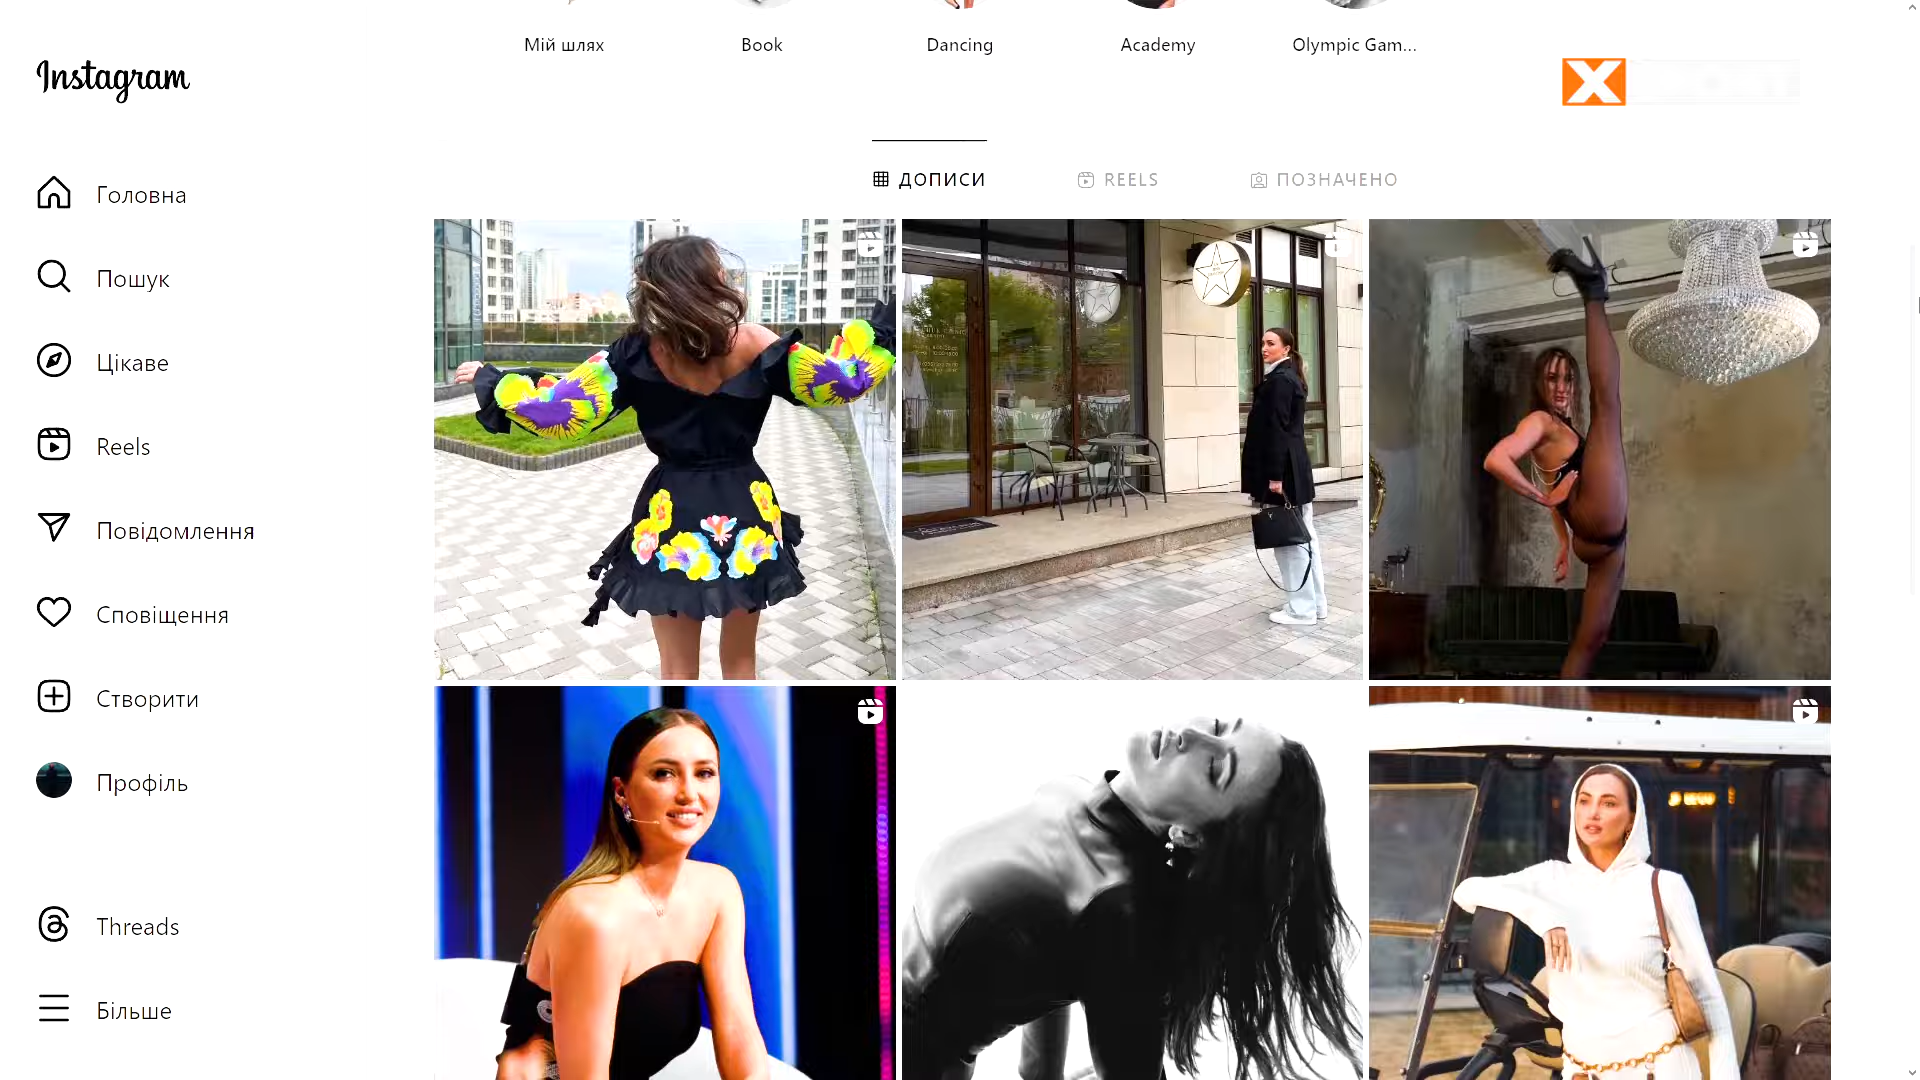 Мій шлях
Book
Dancing
Academy
Olympic Gam...
Instagram
ДОПИСИ
REELS
ПОЗНАЧЕНО
Головна
Пошук
Цікаве
Reels
Повідомлення
Сповіщення
Створити
Профіль
Threads
Більше